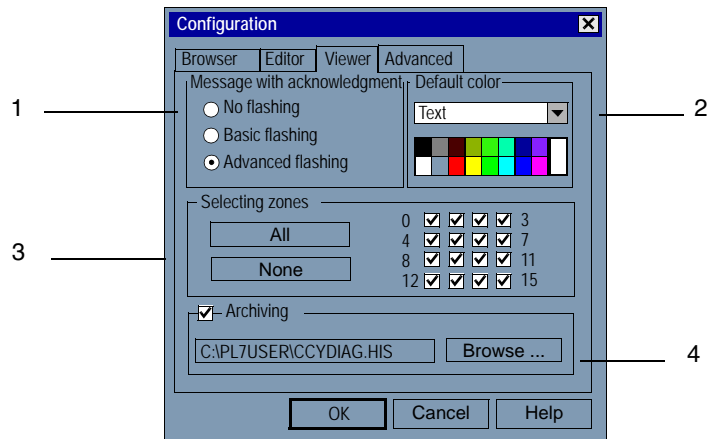 Configuration
Browser Editor Viewer Advanced
Message with acknowledgment Default color
1 No flashing Text 2
Basic flashing
Advanced flashing
Selecting zones
All 0 3
4 7
3 None 8 11
12 15
Archiving
C:\PL7USER\CCYDIAG.HIS Browse ... 4
OK Cancel Help